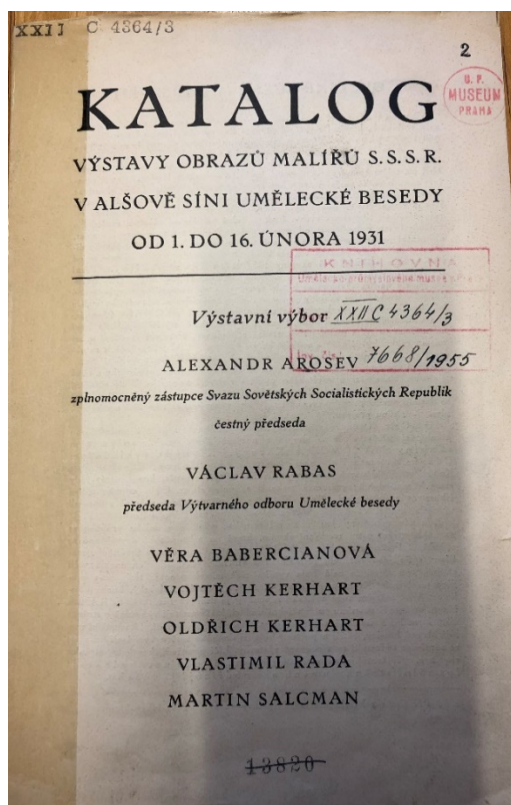 XXII C 4364/3
2
U. P.
MUSEUM
PRAHA
KATALOG
VÝSTAVY OBRAZŮ MALÍŘŮ S.S.S.R.
V ALŠOVĚ SÍNI UMĚLECKÉ BESEDY
OD 1. DO 16. ÚNORA 1931
KNIHOVNA
Výstavní výbor XXII C 4364/3
ALEXANDR AROSEV 7668/1955
zplnomocněný zástupce Svazu Sovětských Socialistických Republik
čestný předseda
VÁCLAV RABAS
předseda Výtvarného odboru Umělecké besedy
VĚRA BABERCIANOVÁ
VOJTĚCH KERHART
OLDŘICH KERHART
VLASTIMIL RADA
MARTIN SALCMAN
13820